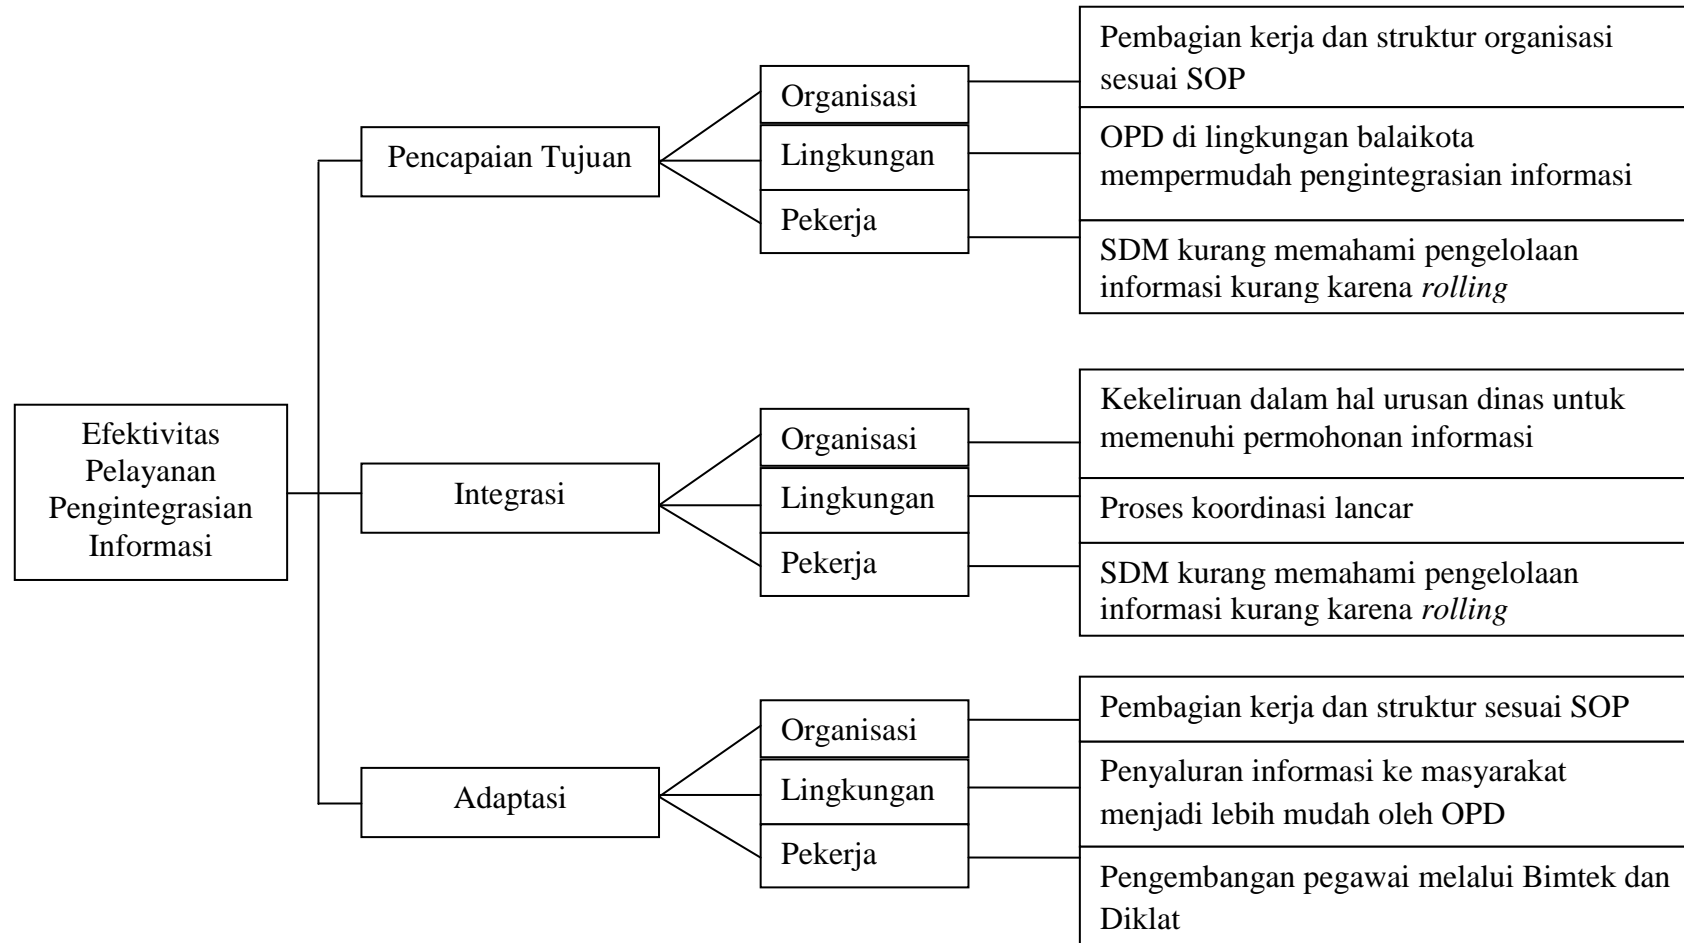 Efektivitas
Pelayanan
Pengintegrasian
Informasi
Pencapaian Tujuan
Organisasi
Lingkungan
Pekerja
Pembagian kerja dan struktur organisasi
sesuai SOP
OPD di lingkungan balaikota
mempermudah pengintegrasian informasi
SDM kurang memahami pengelolaan
informasi kurang karena rolling
Integrasi
Organisasi
Lingkungan
Pekerja
Kekeliruan dalam hal urusan dinas untuk
memenuhi permohonan informasi
Proses koordinasi lancar
SDM kurang memahami pengelolaan
informasi kurang karena rolling
Adaptasi
Organisasi
Lingkungan
Pekerja
Pembagian kerja dan struktur sesuai SOP
Penyaluran informasi ke masyarakat
menjadi lebih mudah oleh OPD
Pengembangan pegawai melalui Bimtek dan
Diklat